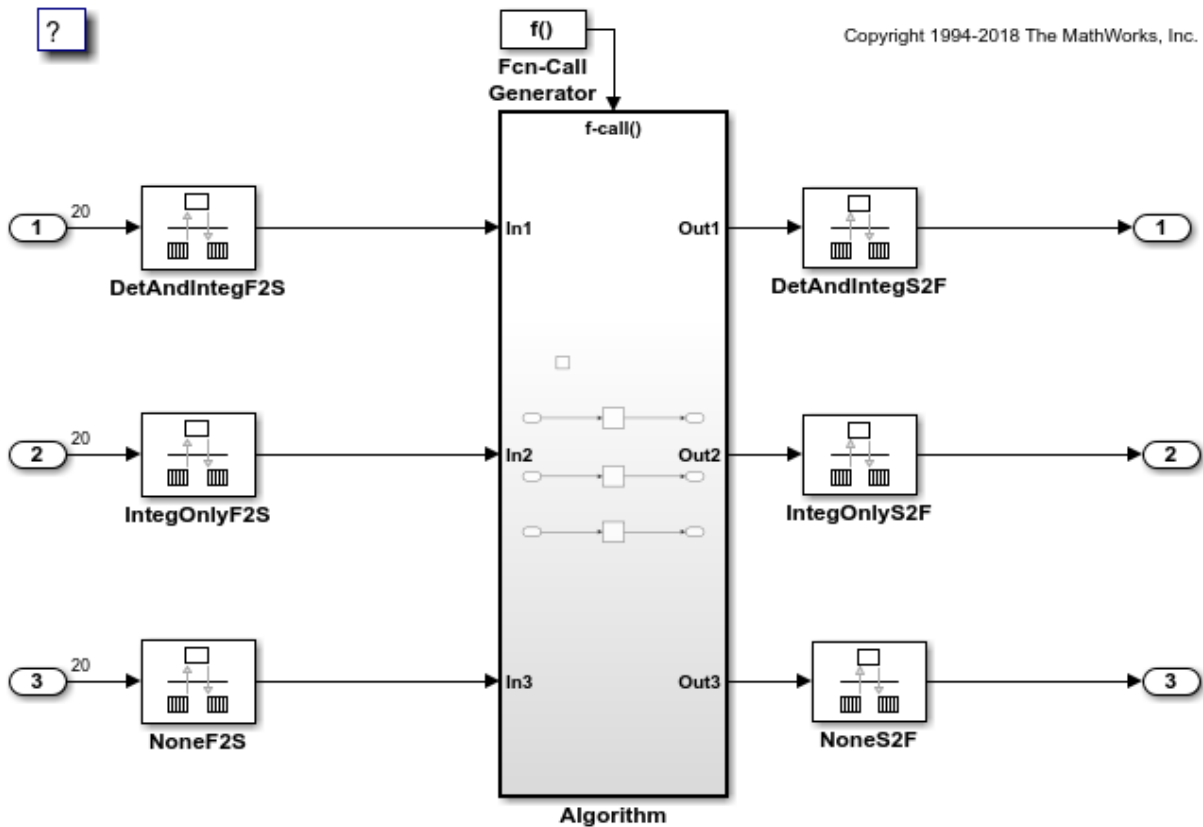 ?
f()
Copyright 1994-2018 The MathWorks, Inc.
Fcn-Call
Generator
f-call()
1
20
In1
Out1
1
DetAndIntegF2S
DetAndIntegS2F
2
20
In2
Out2
2
IntegOnlyF2S
IntegOnlyS2F
3
20
In3
Out3
3
NoneF2S
NoneS2F
Algorithm